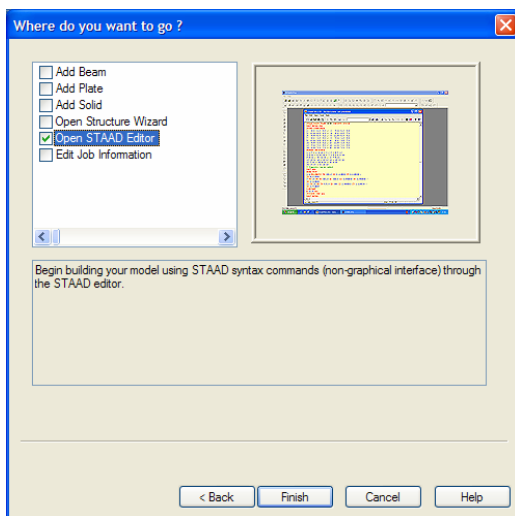 Where do you want to go ?
Add Beam
Add Plate
Add Solid
Open Structure Wizard
Open STAAD Editor
Edit Job Information
Begin building your model using STAAD syntax commands (non-graphical interface) through
the STAAD editor.
< Back
Finish
Cancel
Help